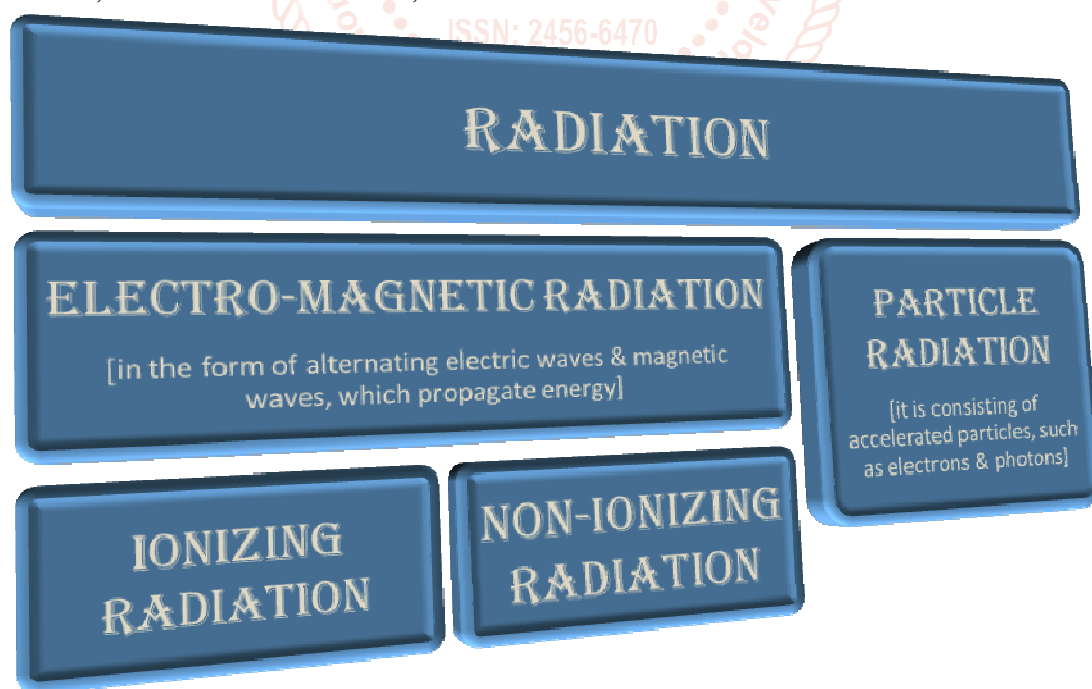 ISSN: 2456-6470
RADIATION
ELECTRO-MAGNETIC RADIATION
[in the form of alternating electric waves & magnetic
waves, which propagate energy]
PARTICLE
RADIATION
[it is consisting of
accelerated particles, such
as electrons & photons]
IONIZING
RADIATION
NON-IONIZING
RADIATION